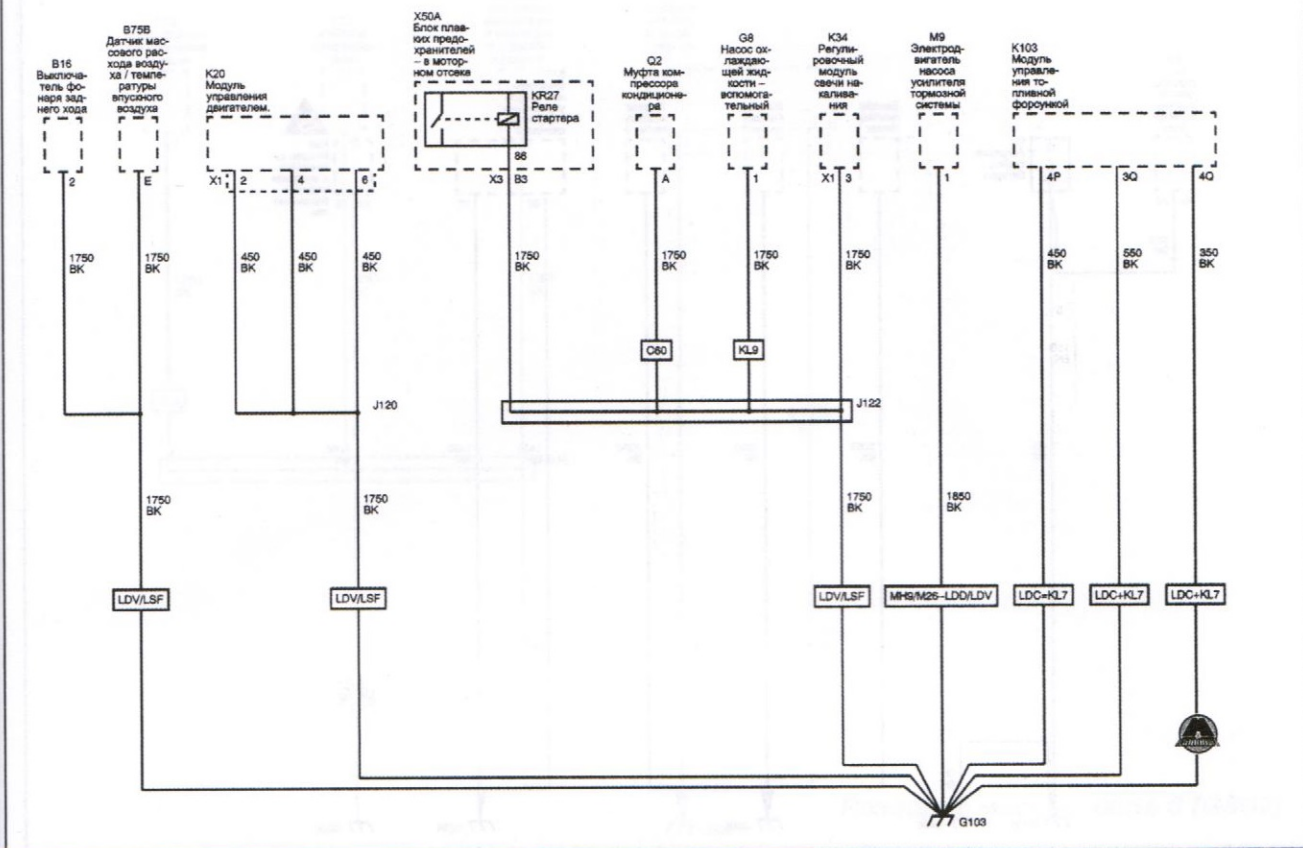 B16
Выключа-
тель фо-
наря зад-
него хода
B75B
Датчик мас-
сового рас-
хода возду-
ха / темпе-
ратуры
впускного
воздуха
K20
Модуль
управления
двигателем.
X50A
Блок плав-
ких предо-
хранителей
– в мотор-
ном отсеке
KR27
Реле
стартера
86
Q2
Муфта ком-
прессора
кондиционе-
ра
G8
Насос ох-
лаждаю-
щей жид-
кости
вопомога-
тельный
K34
Регули-
ровочный
модуль
свечи на-
калива-
ния
M9
Электрод-
вигатель
насоса
усилителя
тормозной
системы
K103
Модуль
управле-
ния то-
пливной
форсункой
2
E
X1 2
4
6
X3 B3
A
1
X1 3
1
4P
3Q
4Q
1750
BK
1750
BK
450
BK
450
BK
450
BK
1750
BK
1750
BK
1750
BK
1750
BK
450
BK
550
BK
350
BK
C60
KL9
J120
J122
1750
BK
1750
BK
1750
BK
1850
BK
LDV/LSF
LDV/LSF
LDV/LSF
MH9/M26–LDD/LDV
LDC=KL7
LDC+KL7
LDC+KL7
G103